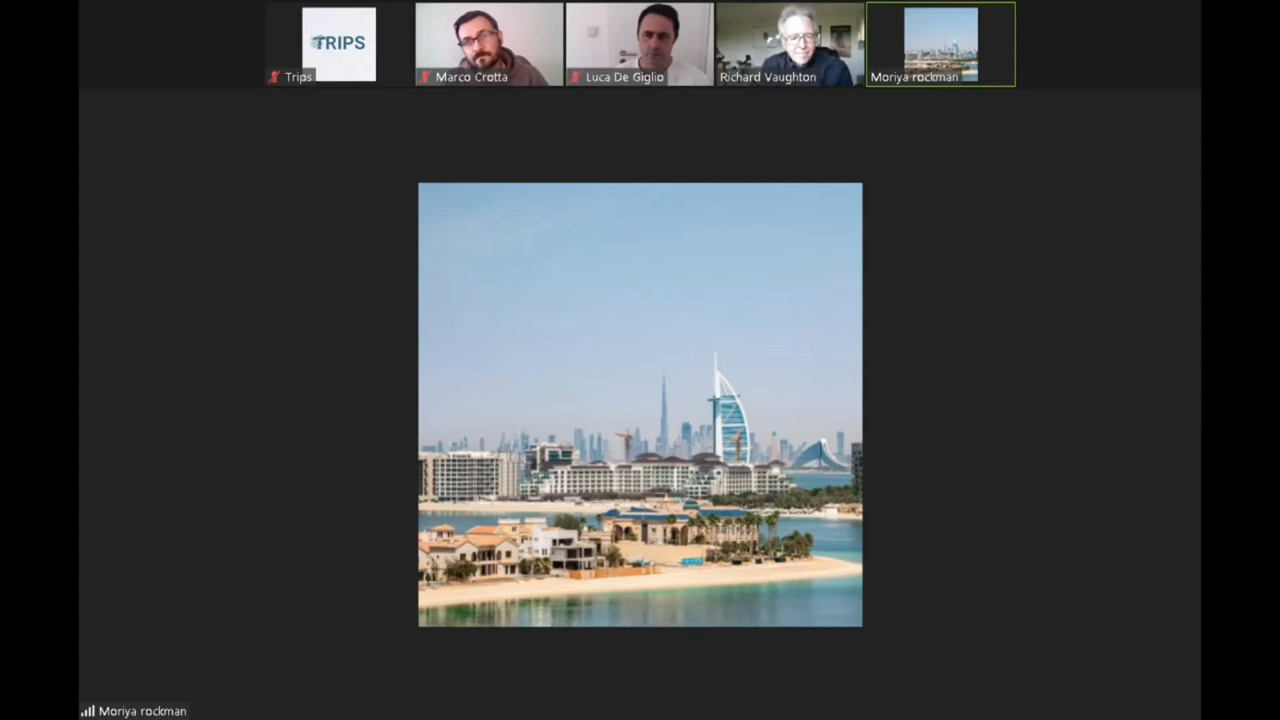 TRIPS
Trips
Marco Crotta
Luca De Giglio
Richard Vaughton
Moriya rockman
Moriya rockman